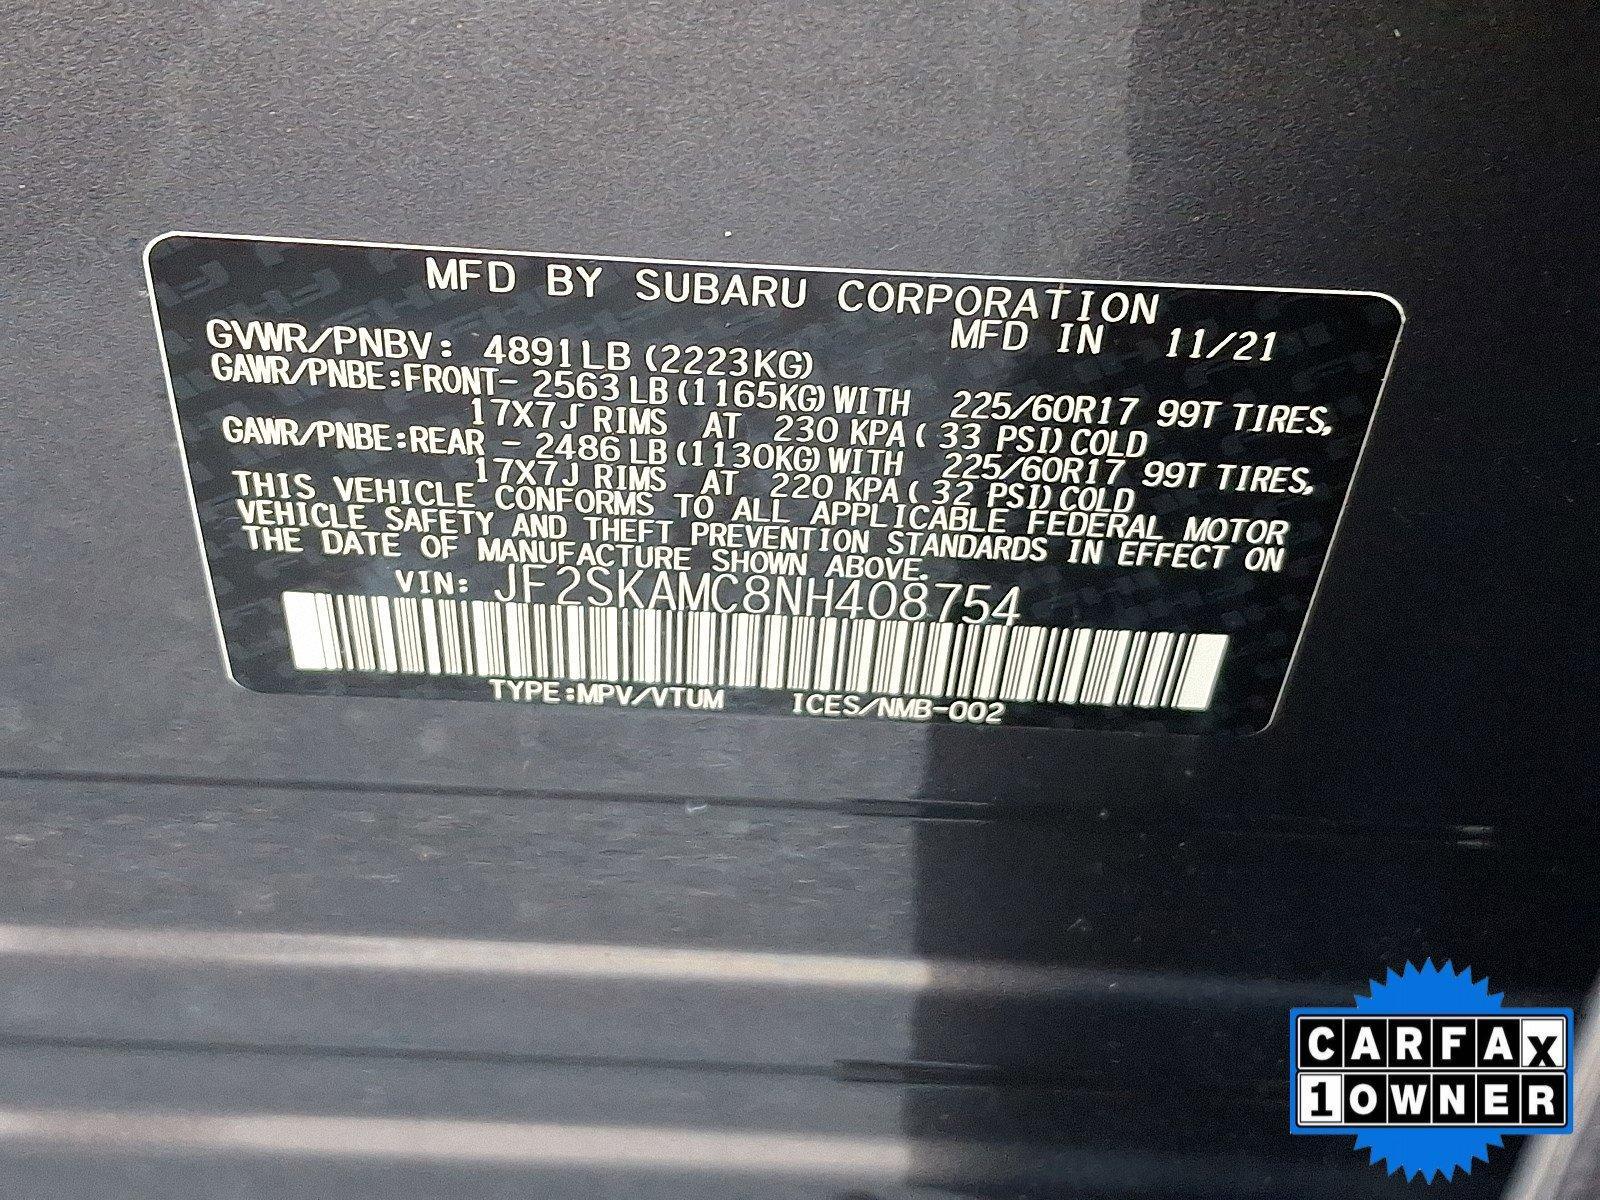 MFD BY SUBARU CORPORATION
MFD IN 11/21
GVWR/PNBV: 4891LB (2223KG)
GAWR/PNBE:FRONT- 2563LB(1165KG)WITH 225/60R17 99T TIRES,
17X7J RIMS AT 230 KPA( 33 PSI)COLD
GAWR/PNBE:REAR - 2486LB(1130KG)WITH 225/60R17 99T TIRES,
17X7J RIMS AT 220 KPA( 32 PSI)COLD
THIS VEHICLE CONFORMS TO ALL APPLICABLE FEDERAL MOTOR
VEHICLE SAFETY AND THEFT PREVENTION STANDARDS IN EFFECT ON
THE DATE OF MANUFACTURE SHOWN ABOVE.
VIN: JF2SKAMC8NH408754
TYPE:MPV/VTUM ICES/NMB-002
CARFAX
1OWNER